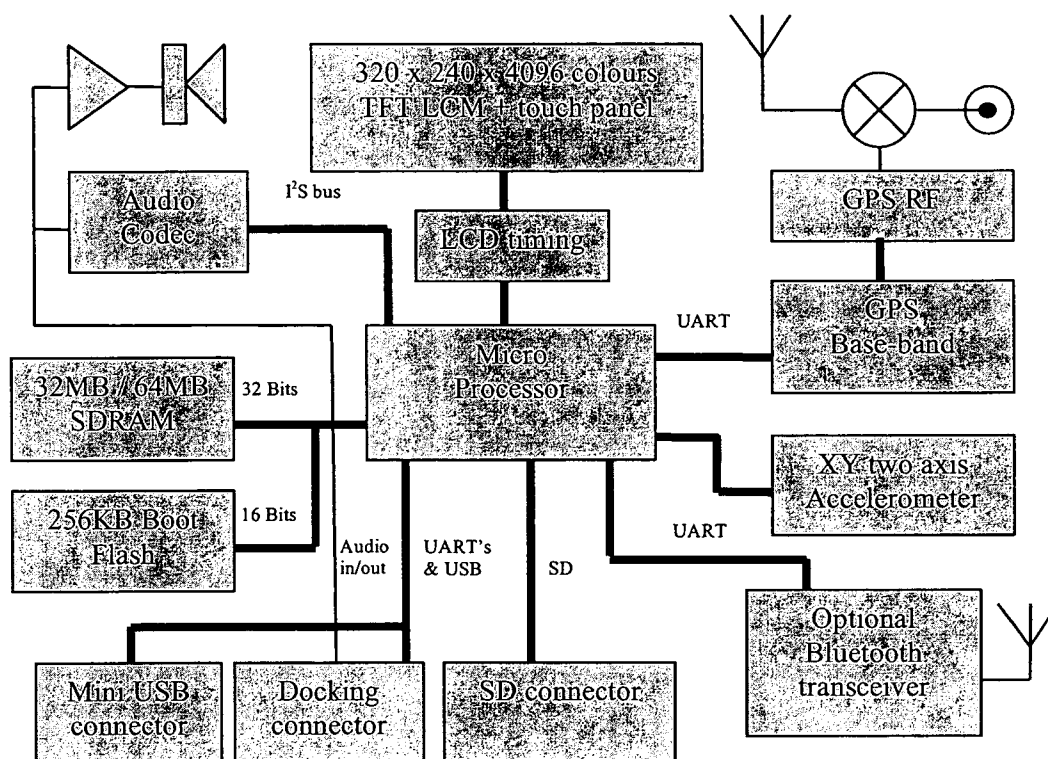 320 x 240 x 4096 colours
TFT LCM + touch panel
I²S bus
Audio
Codec
LCD timing
GPS RF
GPS
Base-band
UART
Micro
Processor
32MB / 64MB
SDRAM
32 Bits
XY two axis
Accelerometer
256KB Boot
Flash
16 Bits
Audio
in/out
UART's
& USB
SD
UART
Optional
Bluetooth
transceiver
Mini USB
connector
Docking
connector
SD connector